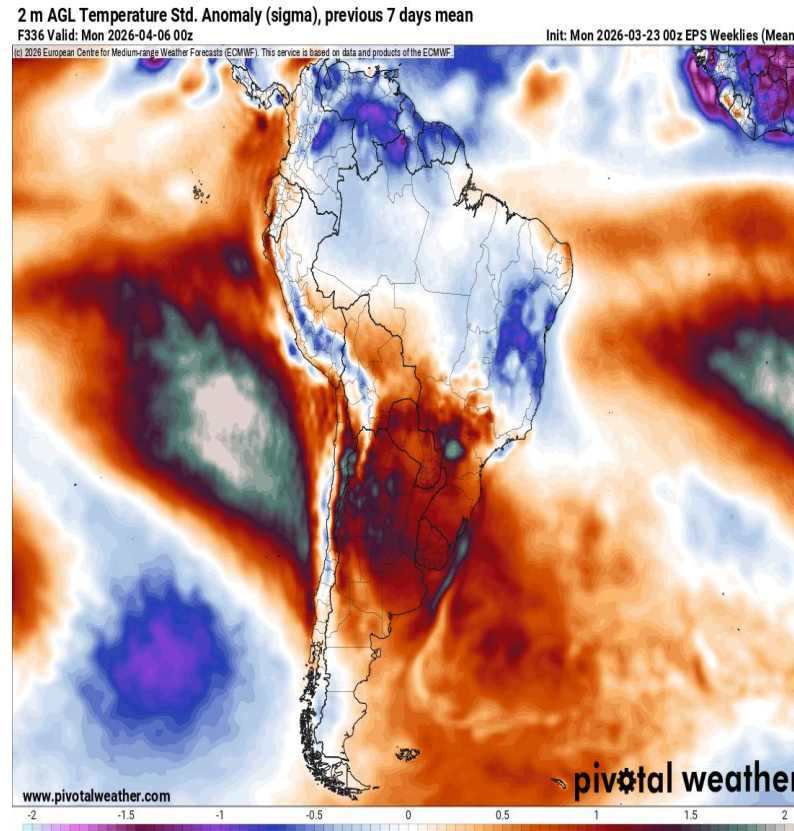 2 m AGL Temperature Std. Anomaly (sigma), previous 7 days mean
F336 Valid: Mon 2026-04-06 00z Init: Mon 2026-03-23 00z EPS Weeklies (Mean
(c) 2026 European Centre for Medium-range Weather Forecasts (ECMWF). This service is based on data and products of the ECMWF.
pivotal weather
www.pivotalweather.com
-2 -1.5 -1 -0.5 0 0.5 1 1.5 2